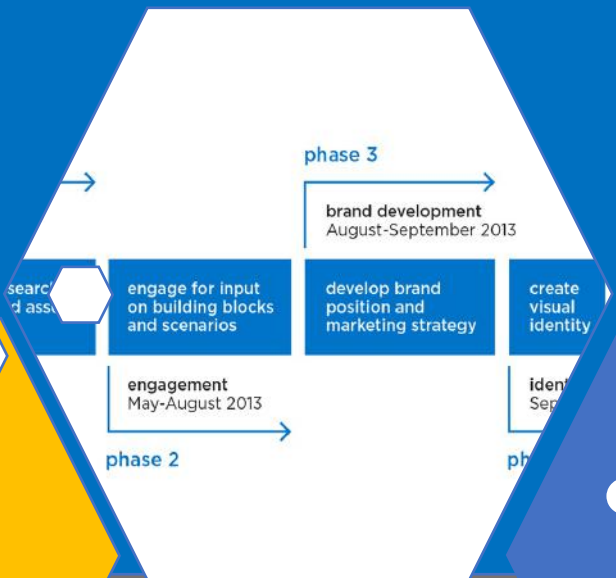 phase 3
brand development
August-September 2013
engage for input
on building blocks
and scenarios
develop brand
position and
marketing strategy
create
visual
identity
engagement
May-August 2013
phase 2